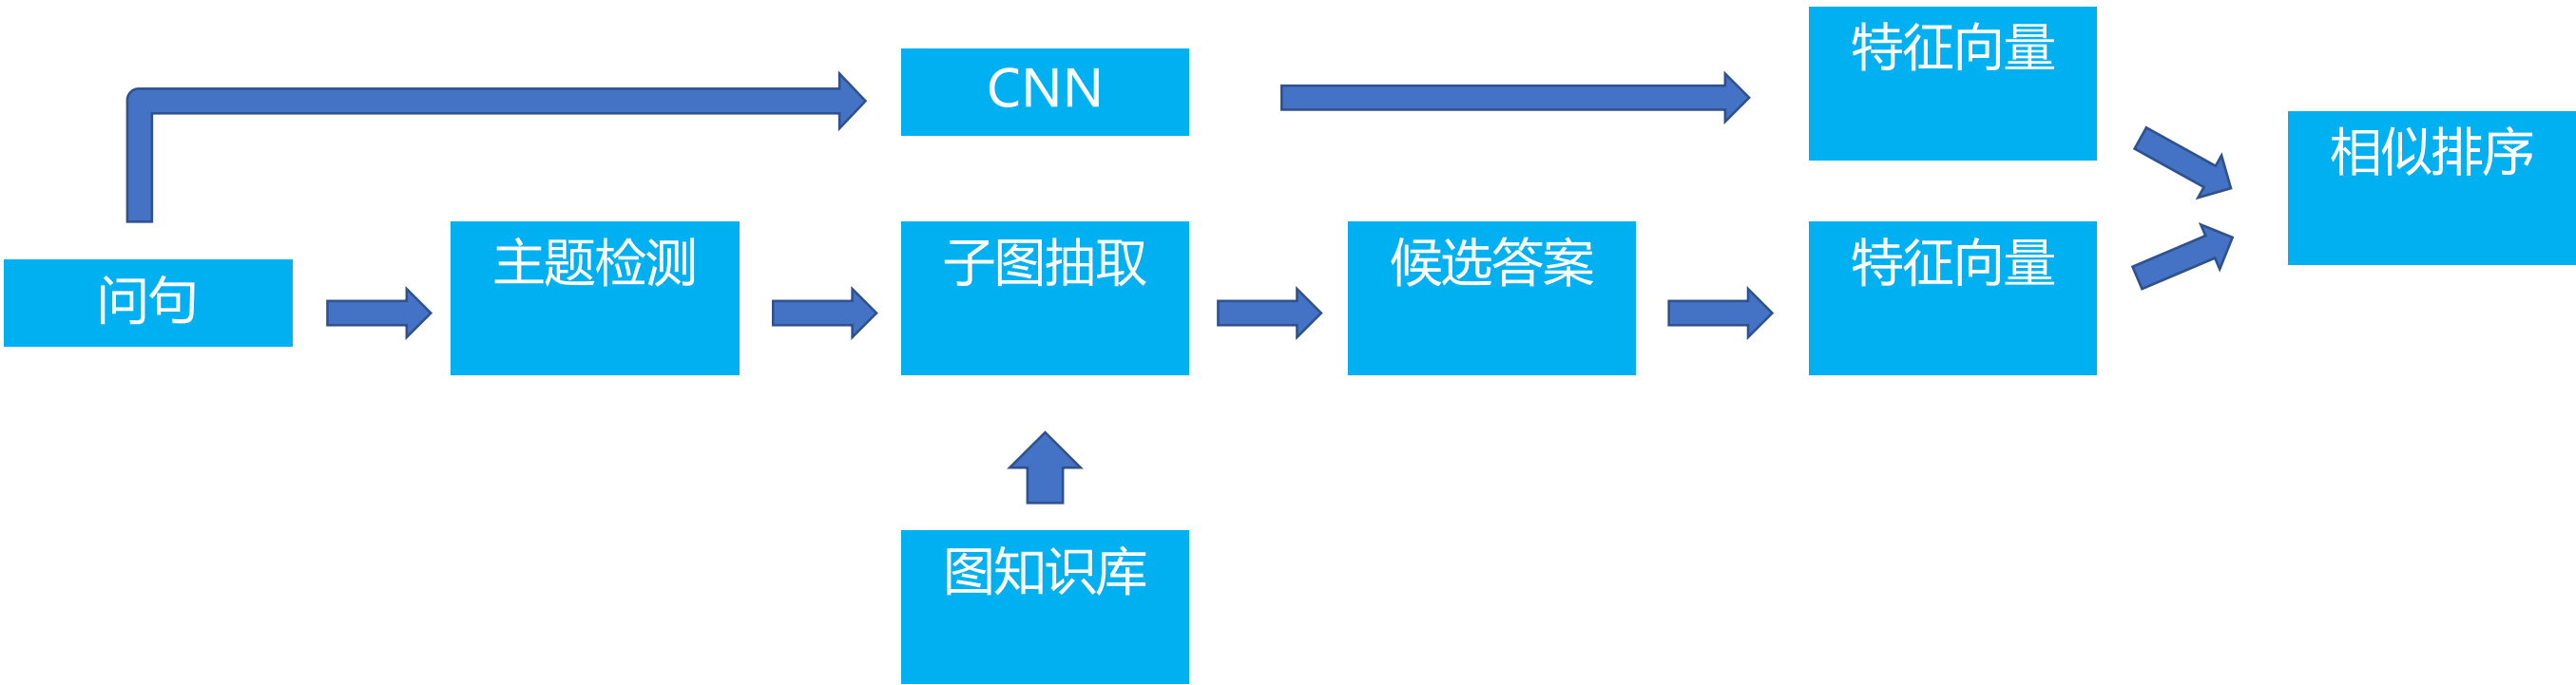 CNN
特征向量
相似排序
问句
主题检测
子图抽取
候选答案
特征向量
图知识库